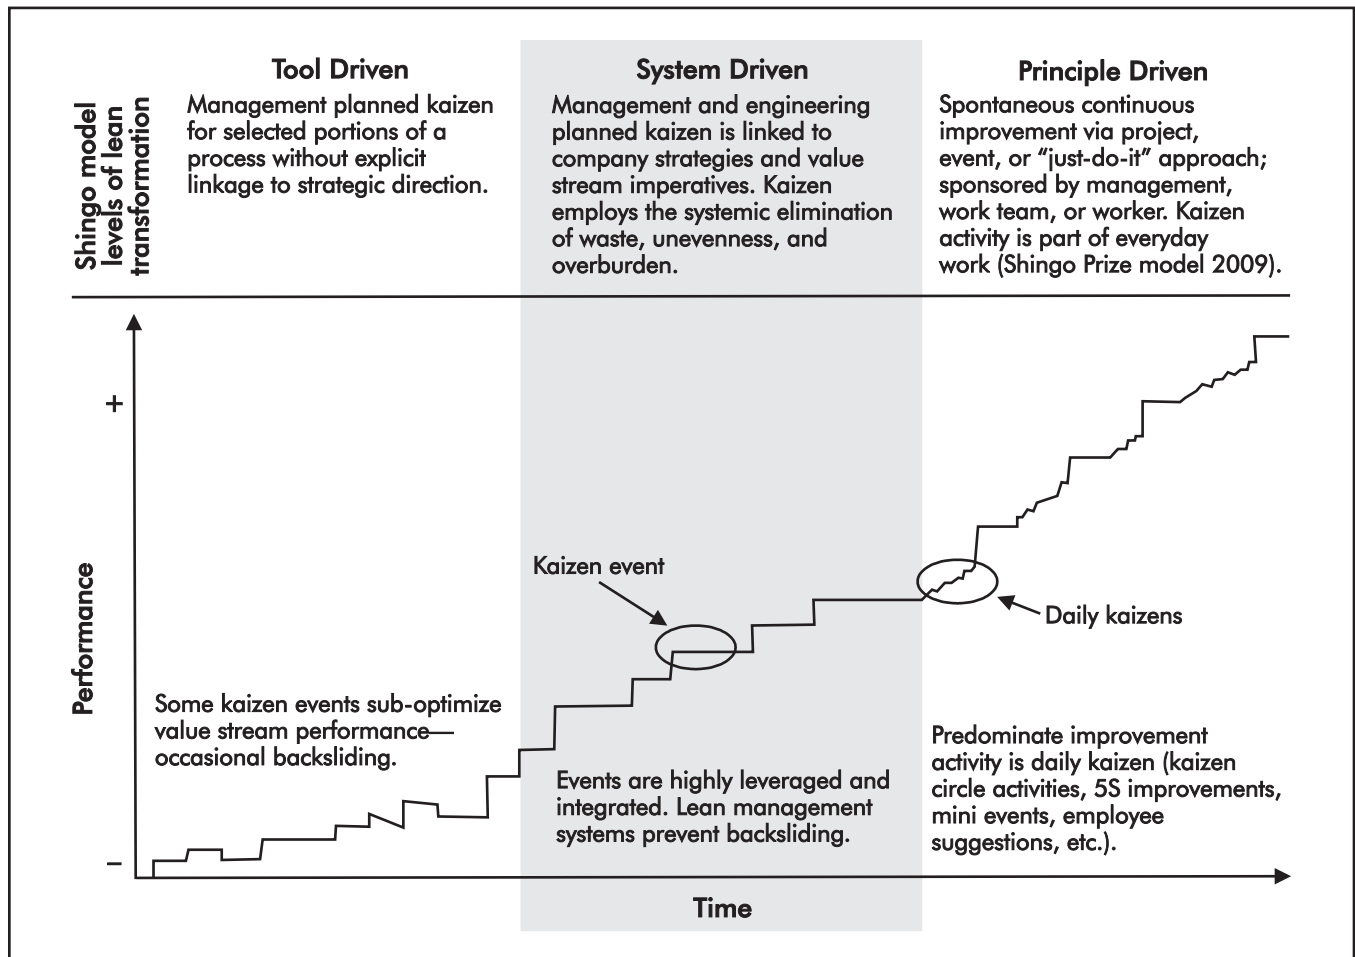 Shingo model
levels of lean
transformation
Tool Driven
Management planned kaizen
for selected portions of a
process without explicit
linkage to strategic direction.
System Driven
Management and engineering
planned kaizen is linked to
company strategies and value
stream imperatives. Kaizen
employs the systemic elimination
of waste, unevenness, and
overburden.
Principle Driven
Spontaneous continuous
improvement via project,
event, or “just-do-it” approach;
sponsored by management,
work team, or worker. Kaizen
activity is part of everyday
work (Shingo Prize model 2009).
+
Performance
–
Some kaizen events sub-optimize
value stream performance—
occasional backsliding.
Kaizen event
Events are highly leveraged and
integrated. Lean management
systems prevent backsliding.
Daily kaizens
Predominate improvement
activity is daily kaizen (kaizen
circle activities, 5S improvements,
mini events, employee
suggestions, etc.).
Time